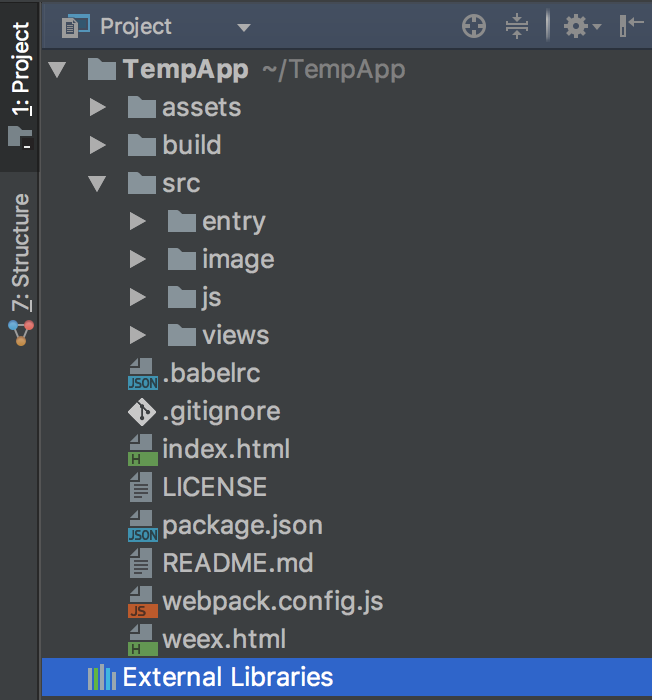 Project
1: Project
7: Structure
TempApp ~/TempApp
assets
build
src
entry
image
js
views
JSON .babelrc
.gitignore
H index.html
LICENSE
JSON package.json
README.md
JS webpack.config.js
H weex.html
External Libraries